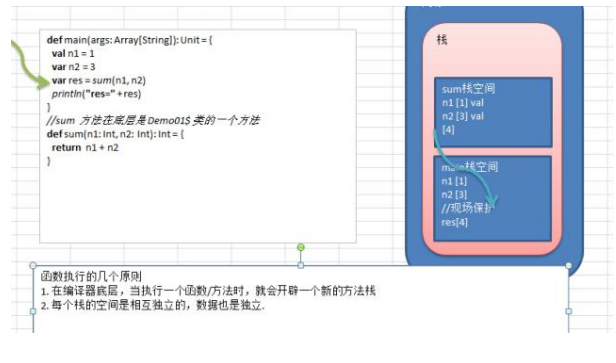 def main(args: Array[String]): Unit = {
val n1 = 1
var n2 = 3
var res = sum(n1, n2)
println("res=" + res)
}
//sum 方法在底层是 Demo01$ 类的一个方法
def sum(n1: Int, n2: Int): Int = {
return n1 + n2
}
栈
sum栈空间
n1 [1] val
n2 [3] val
[4]
main栈空间
n1 [1]
n2 [3]
//现场保护
res[4]
函数执行的几个原则
1. 在编译器底层，当执行一个函数/方法时，就会开辟一个新的方法栈
2. 每个栈的空间是相互独立的，数据也是独立.